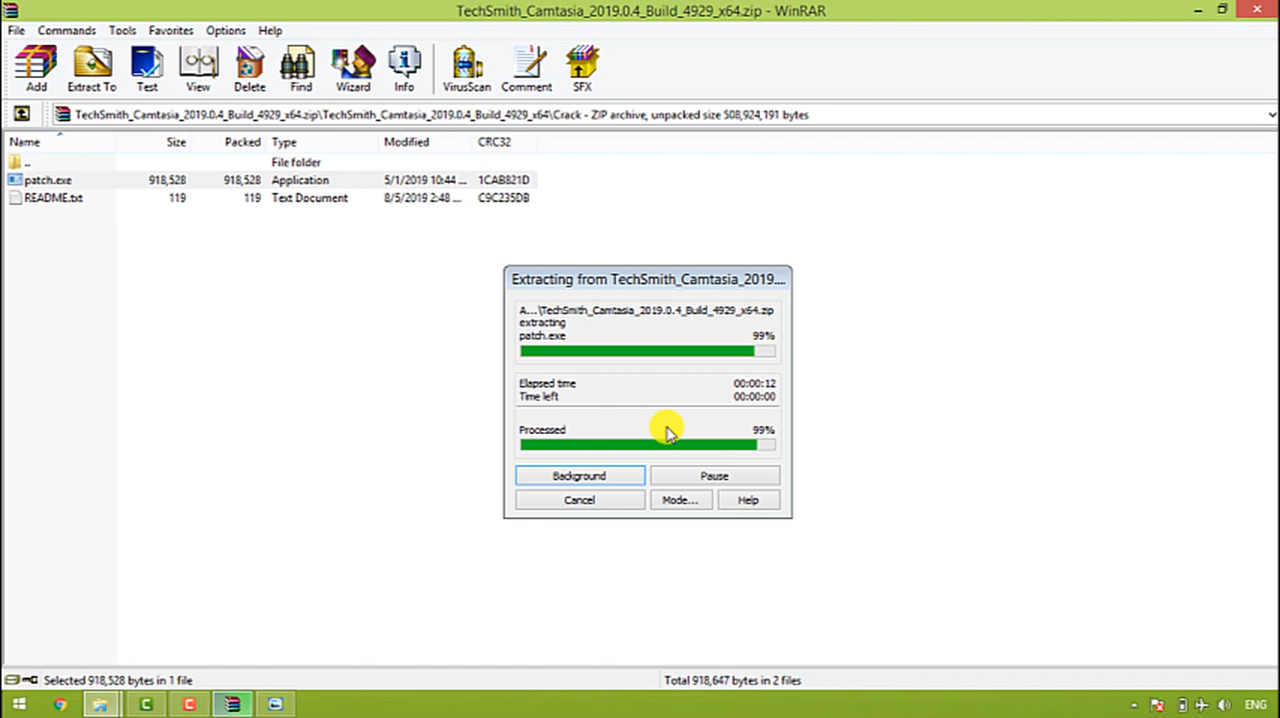 TechSmith_Camtasia_2019.0.4_Build_4929_x64.zip - WinRAR
File Commands Tools Favorites Options Help
Add Extract To Test View Delete Find Wizard Info VirusScan Comment SFX
TechSmith_Camtasia_2019.0.4_Build_4929_x64.zip\TechSmith_Camtasia_2019.0.4_Build_4929_x64\Crack - ZIP archive, unpacked size 508,924,191 bytes
Name Size Packed Type Modified CRC32
.. File folder
patch.exe 918,528 918,528 Application 5/1/2019 10:44 ... 1CAB821D
README.txt 119 119 Text Document 8/5/2019 2:48 ... C9C235DB
Extracting from TechSmith_Camtasia_2019....
A...\TechSmith_Camtasia_2019.0.4_Build_4929_x64.zip
extracting
patch.exe 99%
Elapsed time 00:00:12
Time left 00:00:00
Processed 99%
Background Pause
Cancel Mode... Help
Selected 918,528 bytes in 1 file Total 918,647 bytes in 2 files
ENG